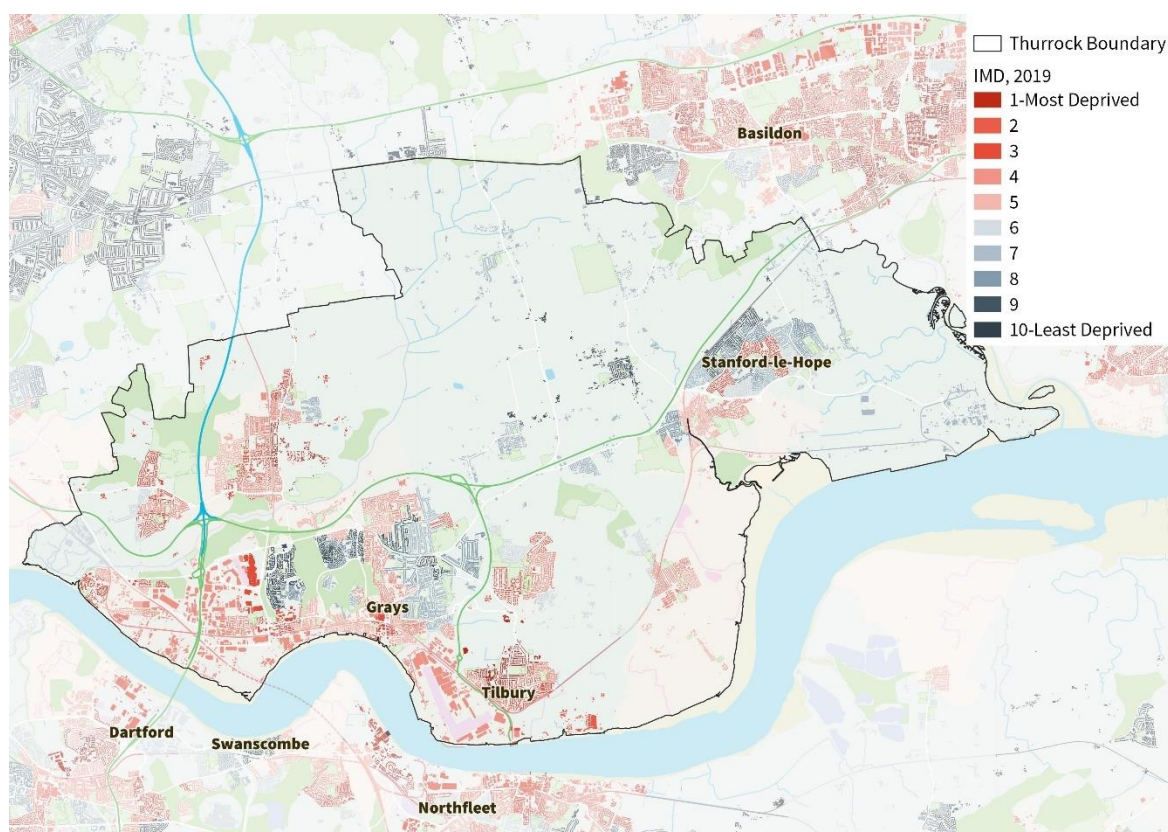 Thurrock Boundary
IMD, 2019
1-Most Deprived
2
3
4
5
6
7
8
9
10-Least Deprived
Basildon
Stanford-le-Hope
Grays
Tilbury
Dartford
Swanscombe
Northfleet